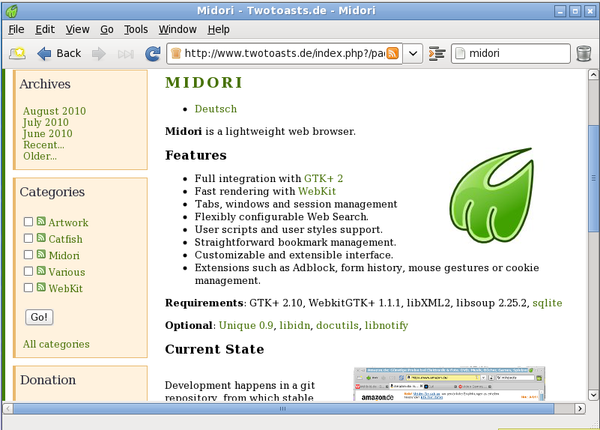 Midori - Twotoasts.de - Midori
File Edit View Go Tools Window Help
Back http://www.twotoasts.de/index.php?/pa midori
Archives
August 2010
July 2010
June 2010
Recent...
Older...
Categories
Artwork
Catfish
Midori
Various
WebKit
Go!
All categories
Donation
MIDORI
Deutsch
Midori is a lightweight web browser.
Features
Full integration with GTK+ 2
Fast rendering with WebKit
Tabs, windows and session management
Flexibly configurable Web Search.
User scripts and user styles support.
Straightforward bookmark management.
Customizable and extensible interface.
Extensions such as Adblock, form history, mouse gestures or cookie
management.
Requirements: GTK+ 2.10, WebkitGTK+ 1.1.1, libXML2, libsoup 2.25.2, sqlite
Optional: Unique 0.9, libidn, docutils, libnotify
Current State
Development happens in a git
repository, from which stable
amazon.de